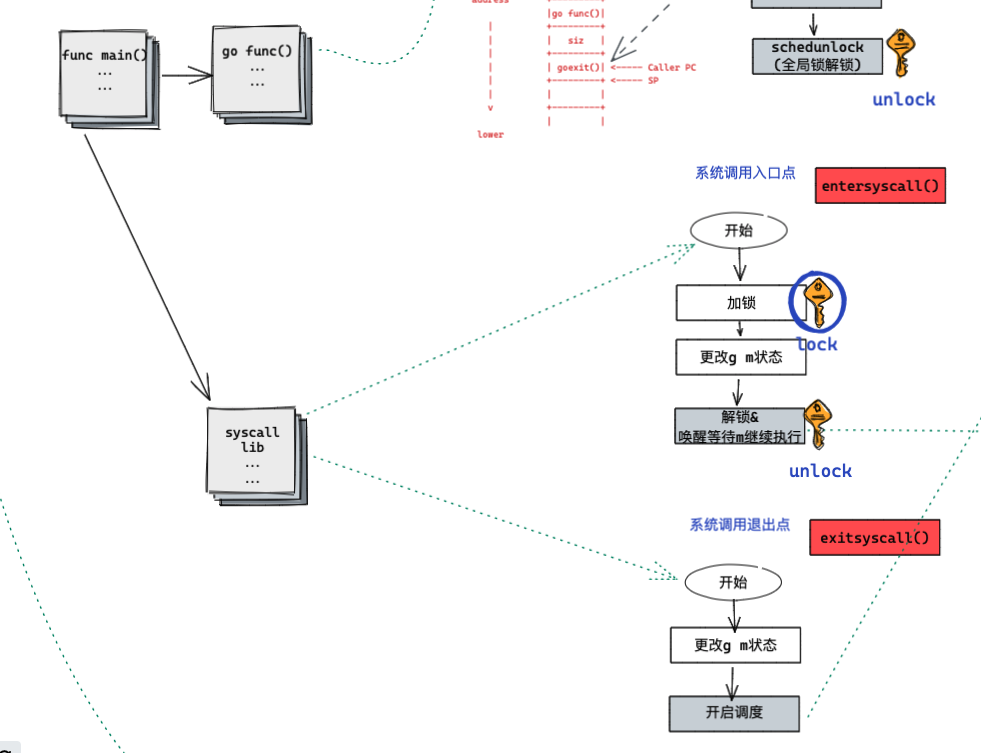 address
go func()
siz
goexit()
Caller PC
SP
lower
schedunlock
(全局锁解锁)
unlock
func main()
...
...
go func()
...
...
系统调用入口点
entersyscall()
开始
加锁
lock
更改g m状态
解锁&
唤醒等待m继续执行
unlock
syscall
lib
...
...
系统调用退出点
exitsyscall()
开始
更改g m状态
开启调度